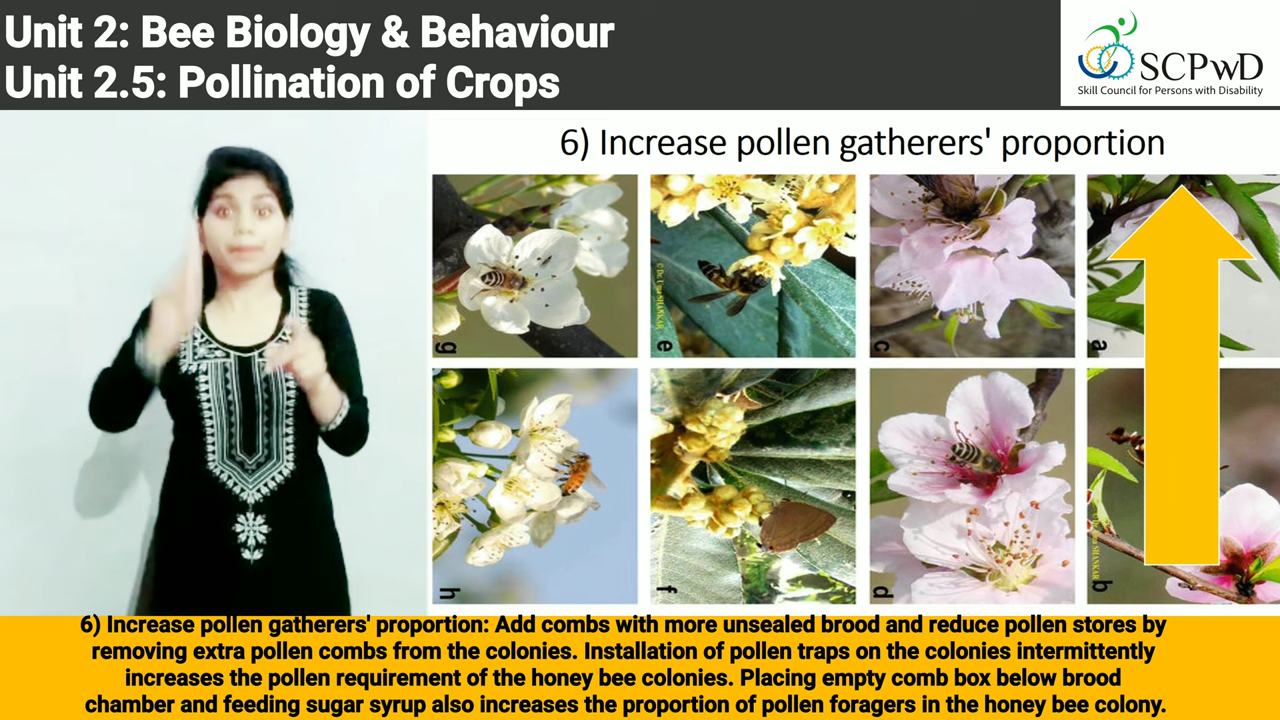 Unit 2: Bee Biology & Behaviour
Unit 2.5: Pollination of Crops
SCPwD
Skill Council for Persons with Disability
6) Increase pollen gatherers' proportion
g
e
c
a
h
f
d
b
6) Increase pollen gatherers' proportion: Add combs with more unsealed brood and reduce pollen stores by
removing extra pollen combs from the colonies. Installation of pollen traps on the colonies intermittently
increases the pollen requirement of the honey bee colonies. Placing empty comb box below brood
chamber and feeding sugar syrup also increases the proportion of pollen foragers in the honey bee colony.